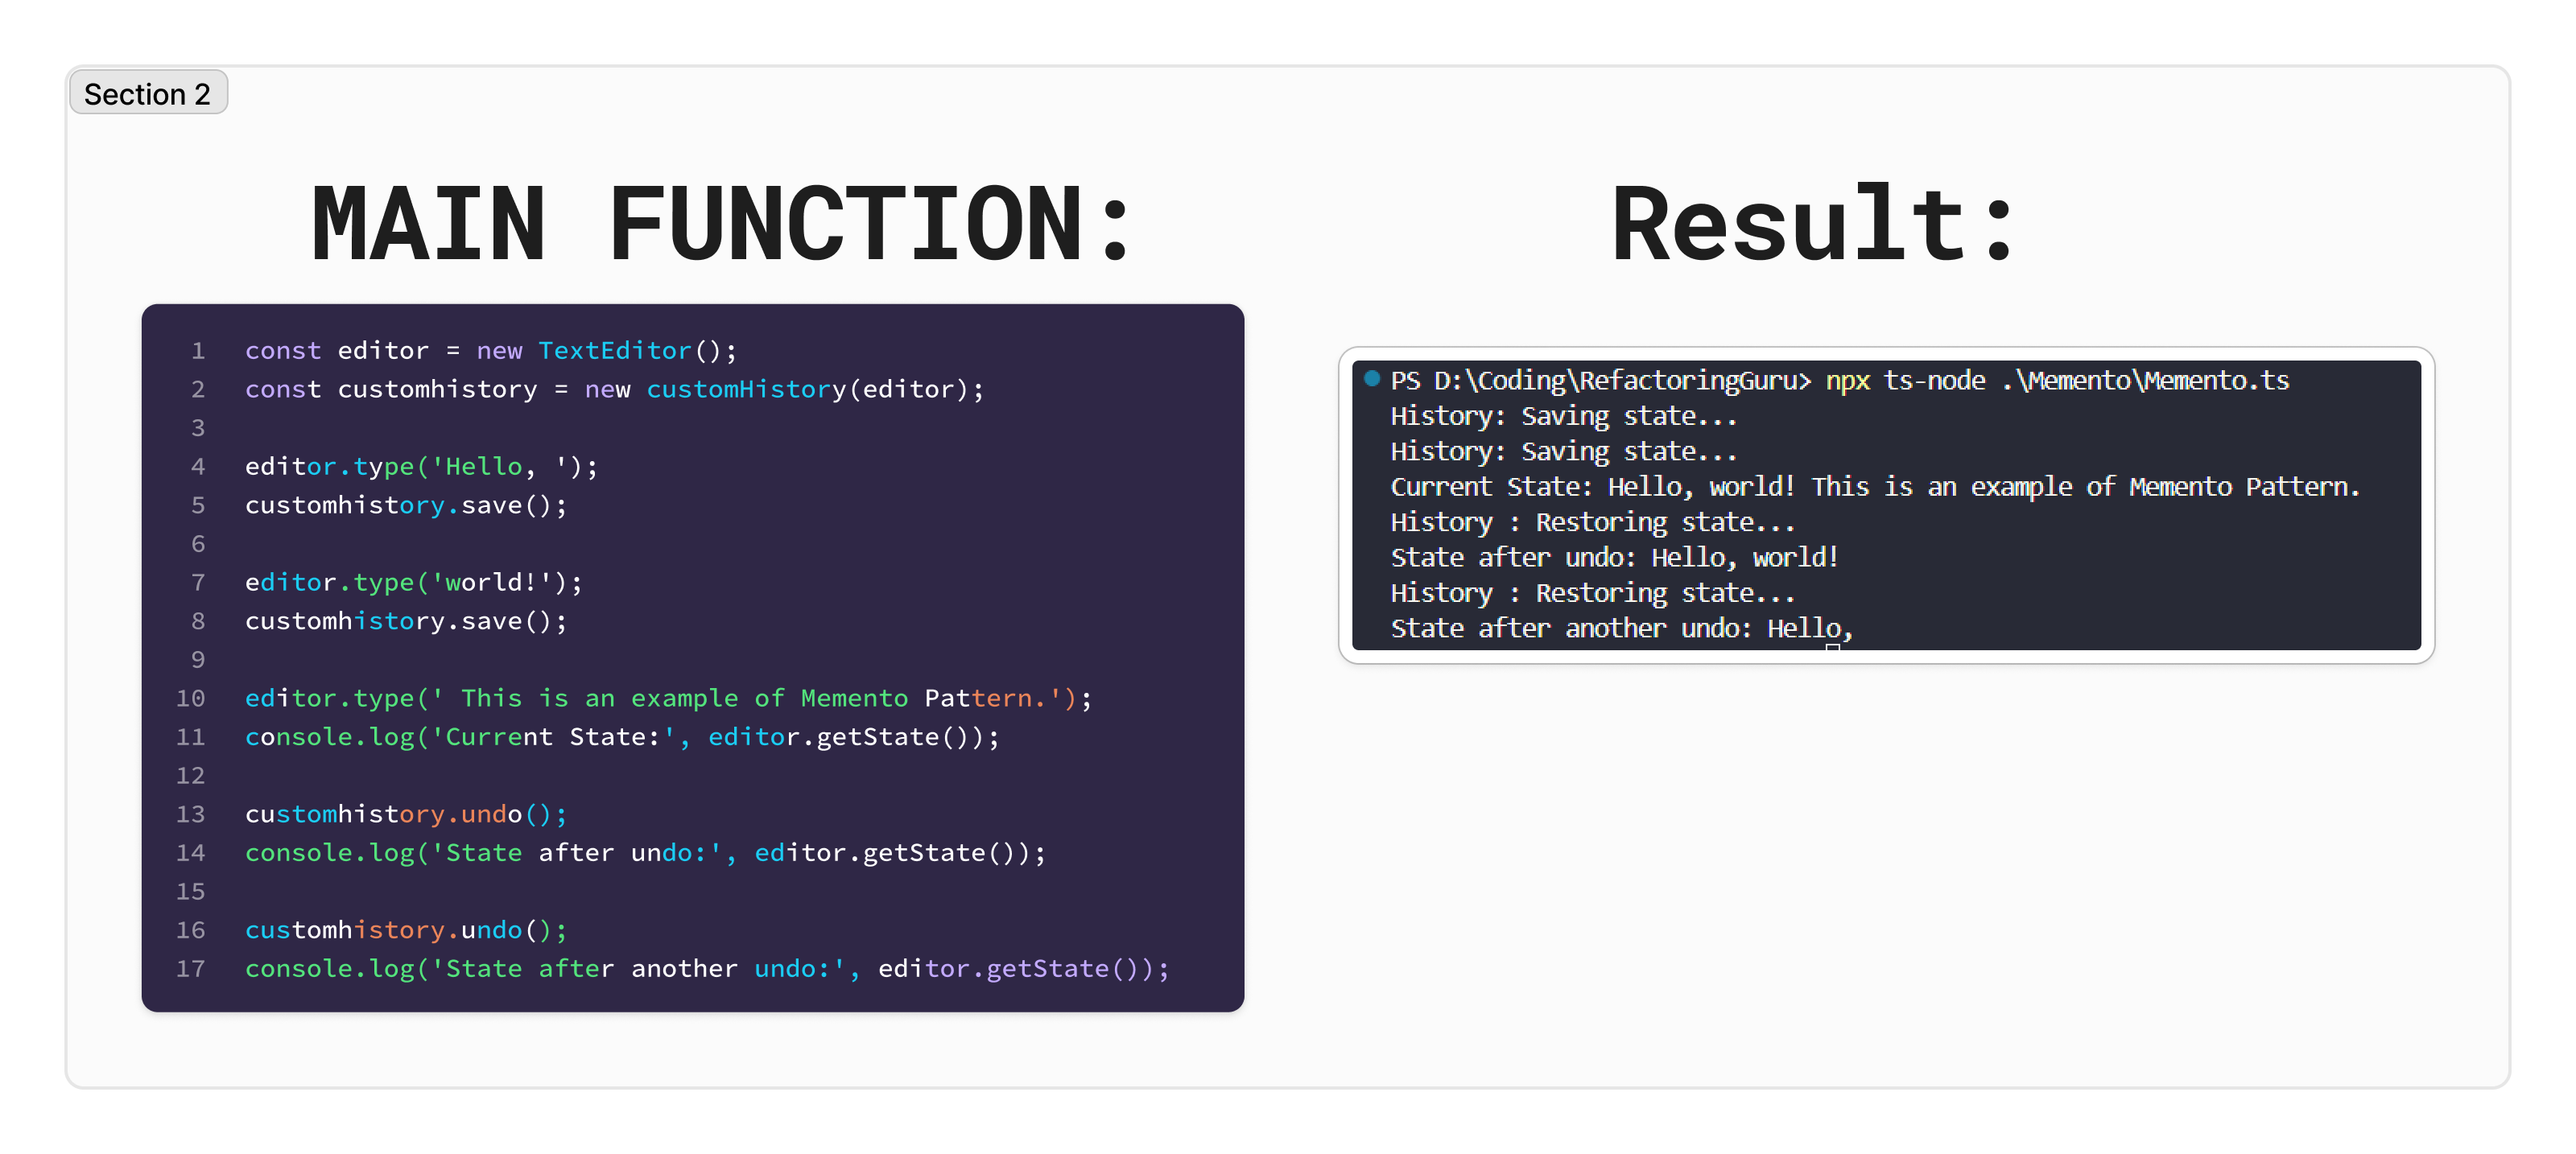 Section 2
MAIN FUNCTION:
1 const editor = new TextEditor();
2 const customhistory = new customHistory(editor);
3
4 editor.type('Hello, ');
5 customhistory.save();
6
7 editor.type('world!');
8 customhistory.save();
9
10 editor.type(' This is an example of Memento Pattern.');
11 console.log('Current State:', editor.getState());
12
13 customhistory.undo();
14 console.log('State after undo:', editor.getState());
15
16 customhistory.undo();
17 console.log('State after another undo:', editor.getState());
Result:
PS D:\Coding\RefactoringGuru> npx ts-node .\Memento\Memento.ts
History: Saving state...
History: Saving state...
Current State: Hello, world! This is an example of Memento Pattern.
History : Restoring state...
State after undo: Hello, world!
History : Restoring state...
State after another undo: Hello,